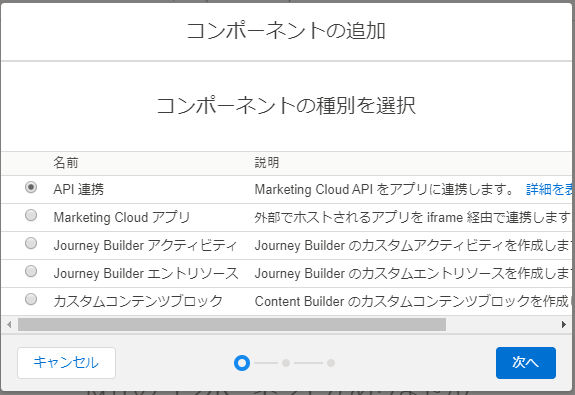 コンポーネントの追加
コンポーネントの種別を選択
名前 説明
API 連携 Marketing Cloud API をアプリに連携します。 詳細を表
Marketing Cloud アプリ 外部でホストされるアプリを iframe 経由で連携します
Journey Builder アクティビティ Journey Builder のカスタムアクティビティを作成しま
Journey Builder エントリソース Journey Builder のカスタムエントリソースを作成しま
カスタムコンテンツブロック Content Builder のカスタムコンテンツブロックを作成
キャンセル 次へ